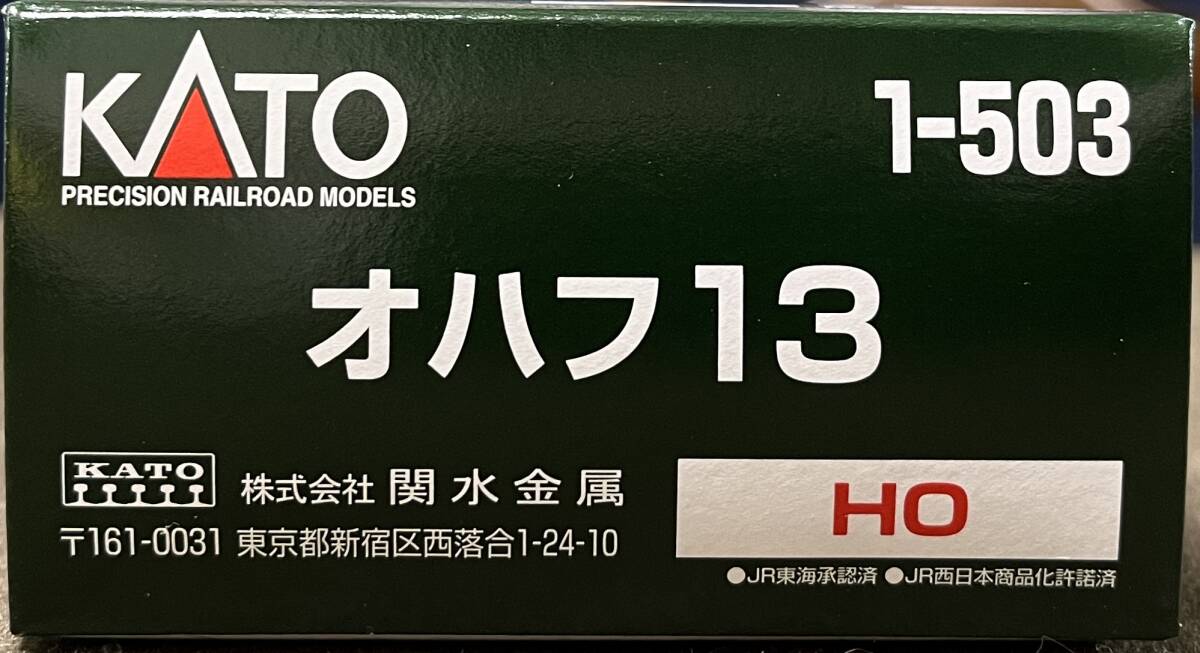 KATO
PRECISION RAILROAD MODELS
1-503
オハフ13
KATO
株式会社 関水金属
〒161-0031 東京都新宿区西落合1-24-10
HO
●JR東海承認済 ●JR西日本商品化許諾済